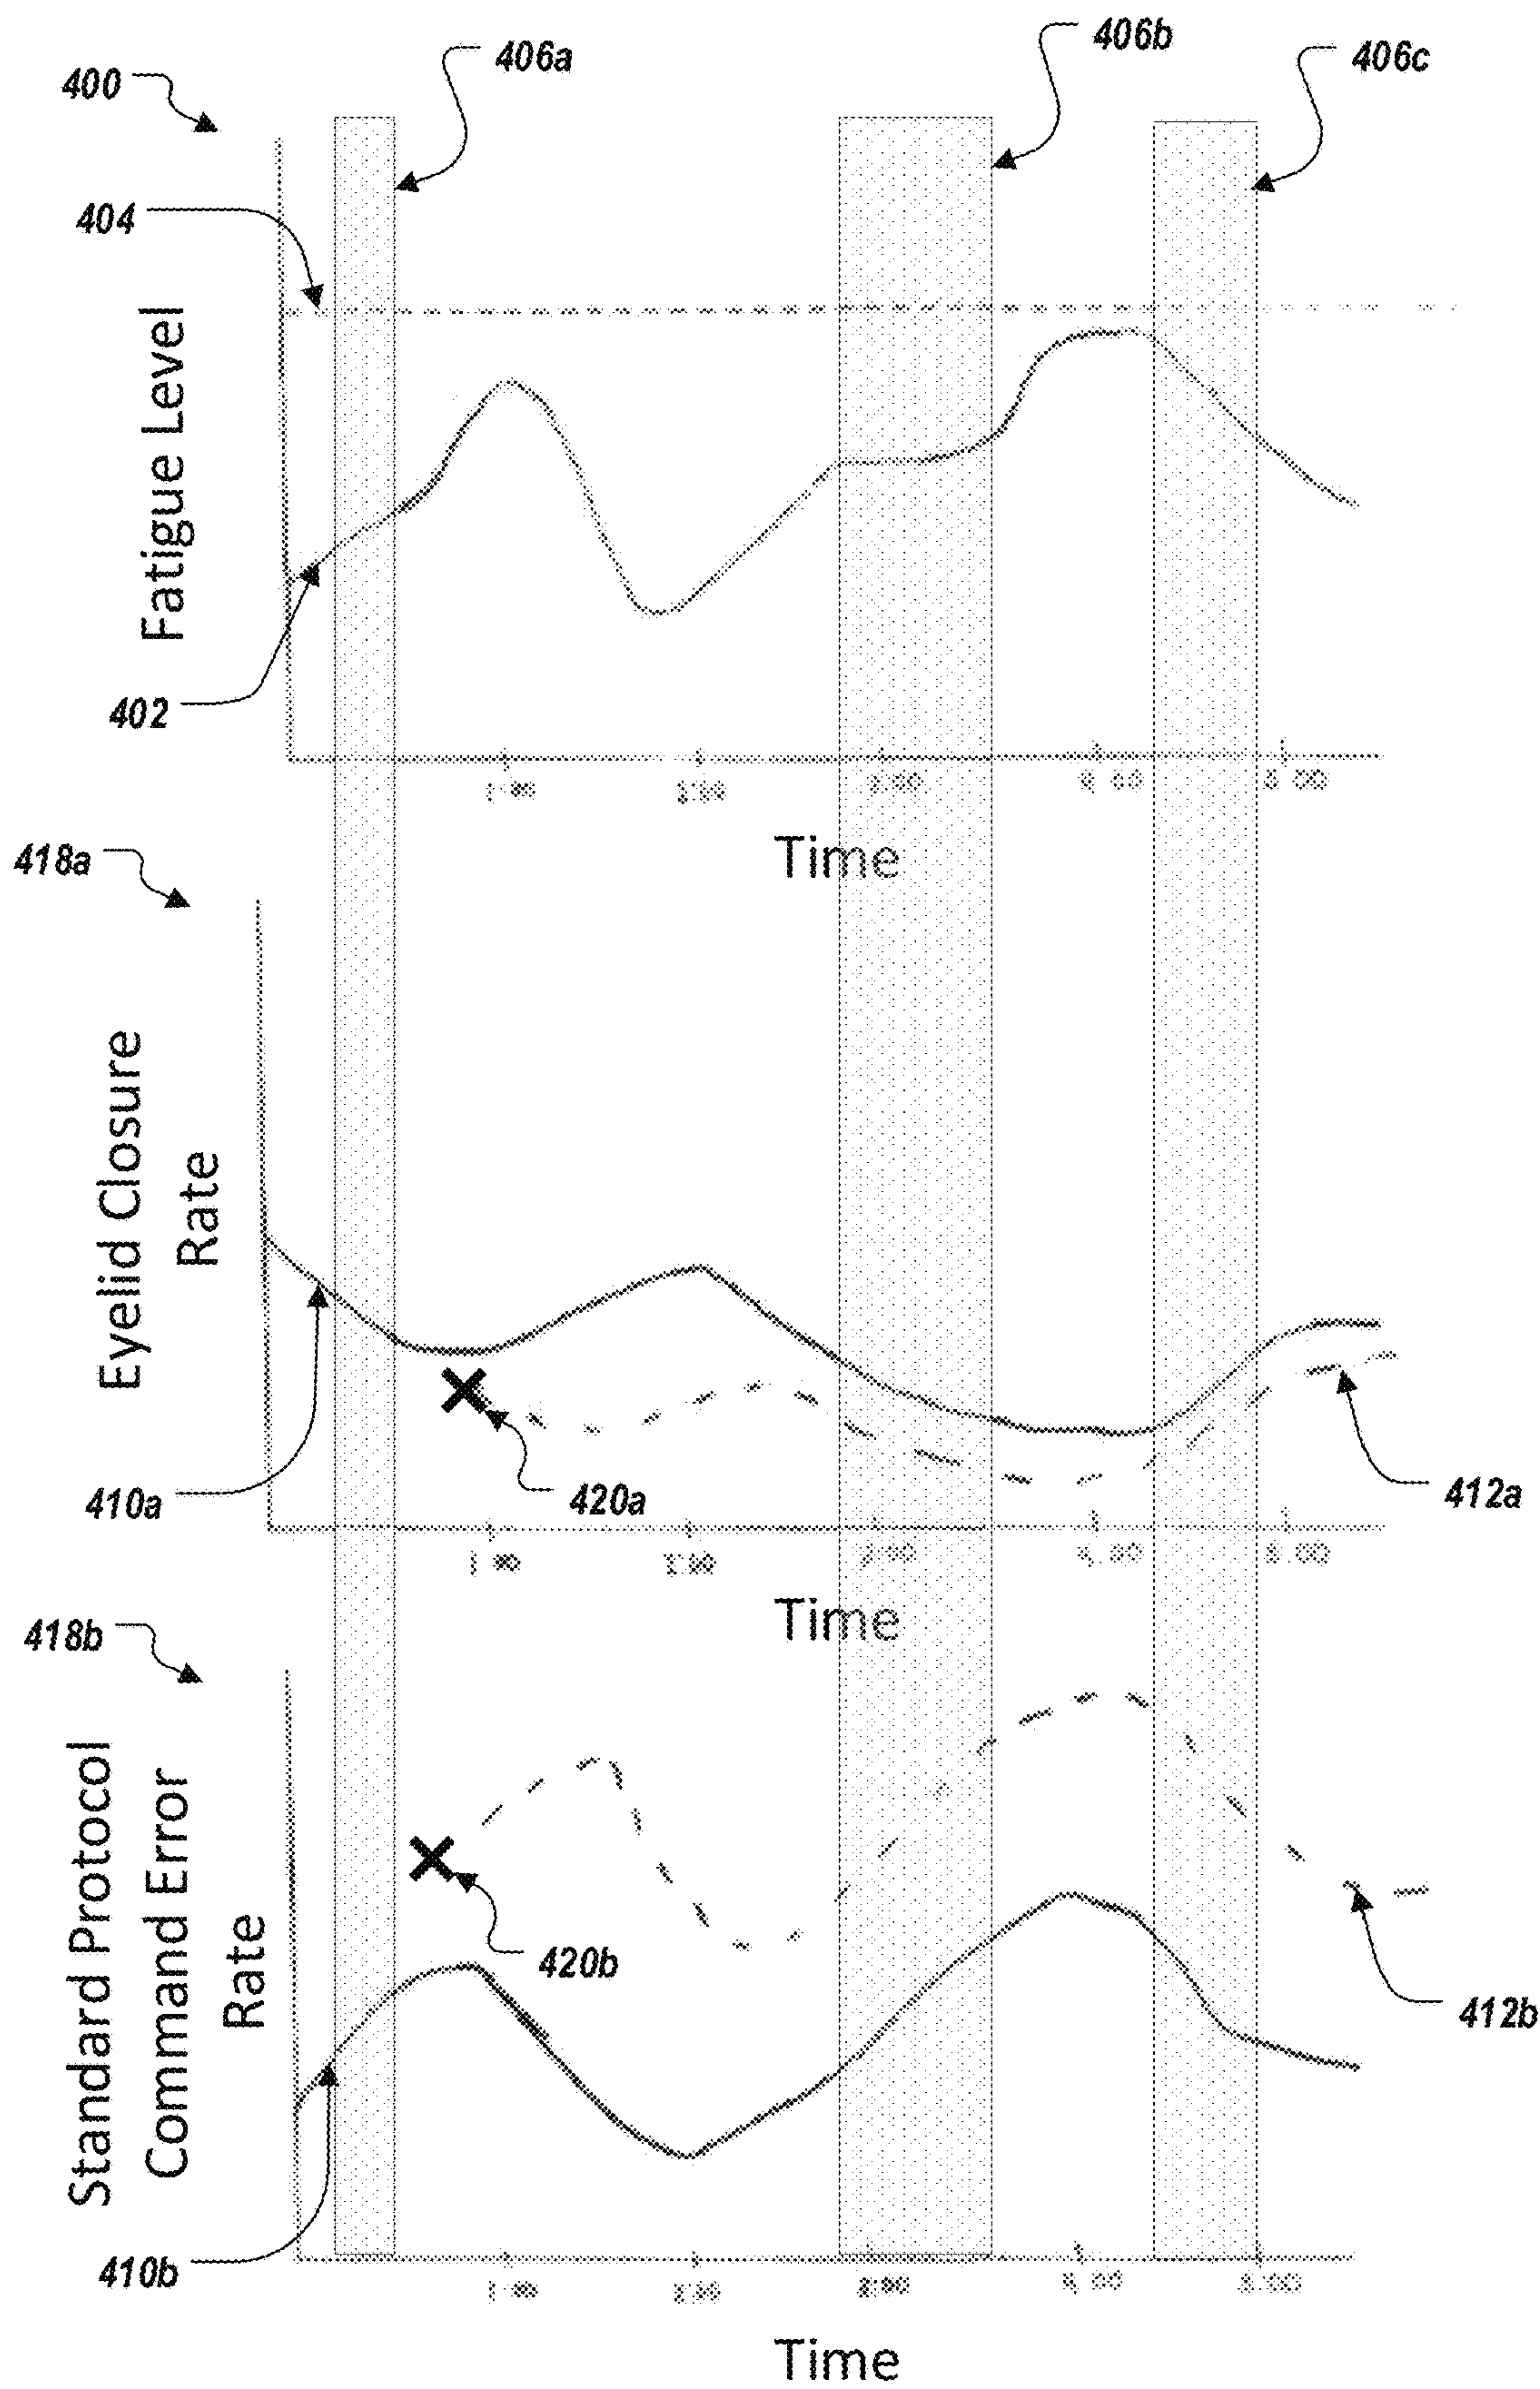 400
406a
406b
406c
404
Fatigue Level
402
Time
418a
Eyelid Closure
Rate
410a
420a
412a
Time
418b
Standard Protocol
Command Error
Rate
420b
412b
410b
Time